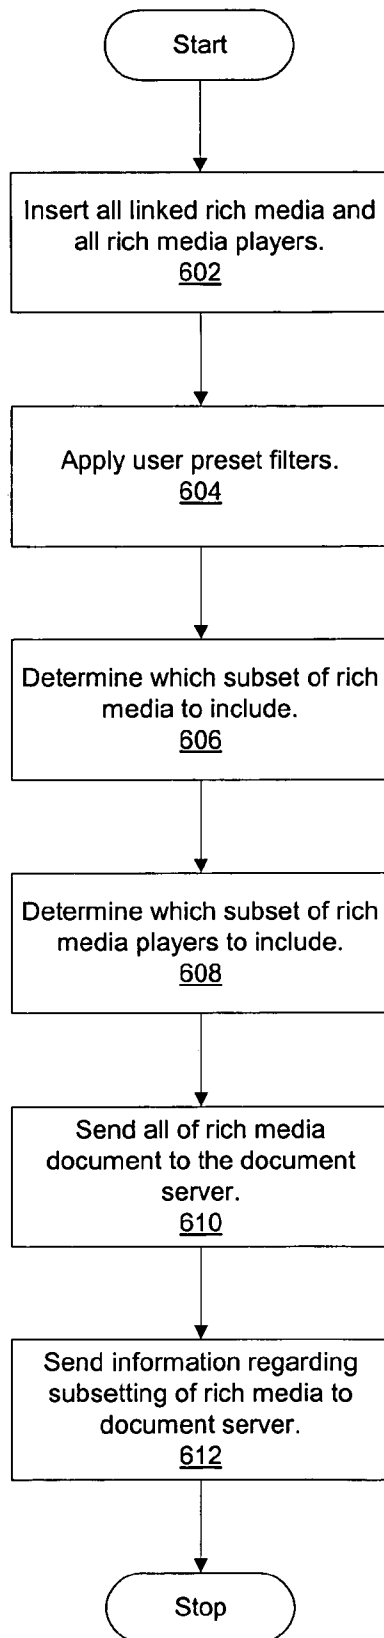 Start
Insert all linked rich media and
all rich media players.
602
Apply user preset filters.
604
Determine which subset of rich
media to include.
606
Determine which subset of rich
media players to include.
608
Send all of rich media
document to the document
server.
610
Send information regarding
subsetting of rich media to
document server.
612
Stop